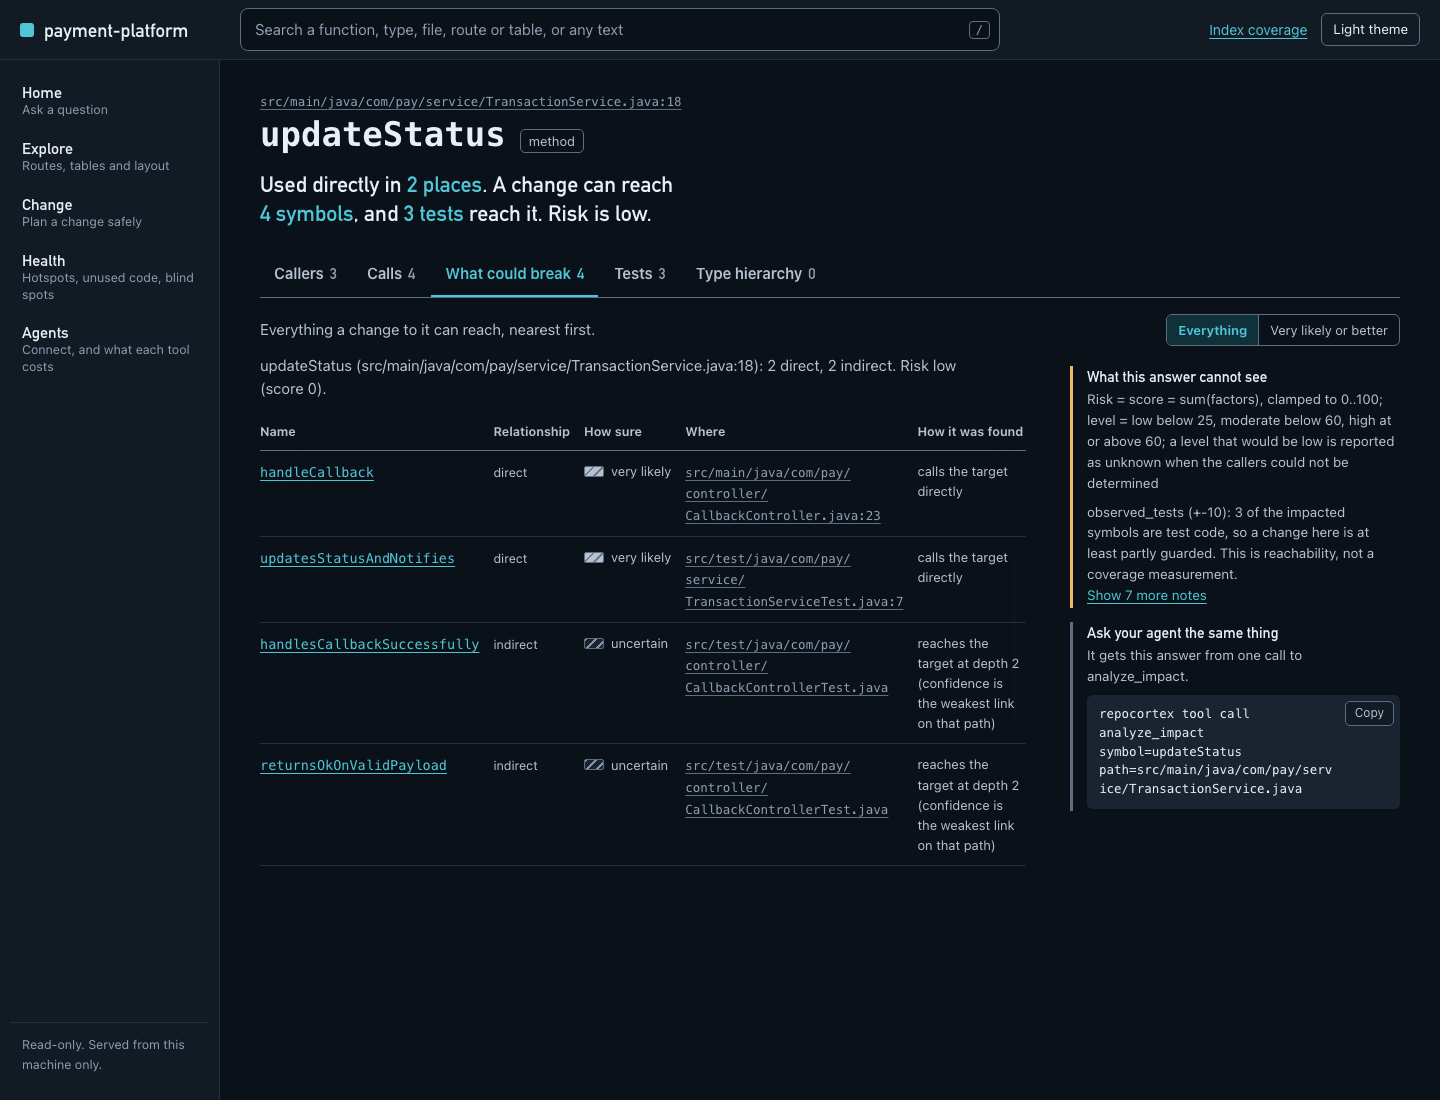 payment-platform
Search a function, type, file, route or table, or any text
/
Index coverage
Light theme
Home
Ask a question
Explore
Routes, tables and layout
Change
Plan a change safely
Health
Hotspots, unused code, blind
spots
Agents
Connect, and what each tool
costs
Read-only. Served from this
machine only.
src/main/java/com/pay/service/TransactionService.java:18
updateStatus method
Used directly in 2 places. A change can reach
4 symbols, and 3 tests reach it. Risk is low.
Callers 3 Calls 4 What could break 4 Tests 3 Type hierarchy 0
Everything a change to it can reach, nearest first.
Everything Very likely or better
updateStatus (src/main/java/com/pay/service/TransactionService.java:18): 2 direct, 2 indirect. Risk low
(score 0).
Name Relationship How sure Where How it was found
handleCallback direct very likely src/main/java/com/pay/ calls the target
controller/ directly
CallbackController.java:23
updatesStatusAndNotifies direct very likely src/test/java/com/pay/ calls the target
service/ directly
TransactionServiceTest.java:7
handlesCallbackSuccessfully indirect uncertain src/test/java/com/pay/ reaches the
controller/ target at depth 2
CallbackControllerTest.java (confidence is
the weakest link
on that path)
returnsOkOnValidPayload indirect uncertain src/test/java/com/pay/ reaches the
controller/ target at depth 2
CallbackControllerTest.java (confidence is
the weakest link
on that path)
What this answer cannot see
Risk = score = sum(factors), clamped to 0..100;
level = low below 25, moderate below 60, high at
or above 60; a level that would be low is reported
as unknown when the callers could not be
determined
observed_tests (+-10): 3 of the impacted
symbols are test code, so a change here is at
least partly guarded. This is reachability, not a
coverage measurement.
Show 7 more notes
Ask your agent the same thing
It gets this answer from one call to
analyze_impact.
Copy
repocortex tool call
analyze_impact
symbol=updateStatus
path=src/main/java/com/pay/serv
ice/TransactionService.java